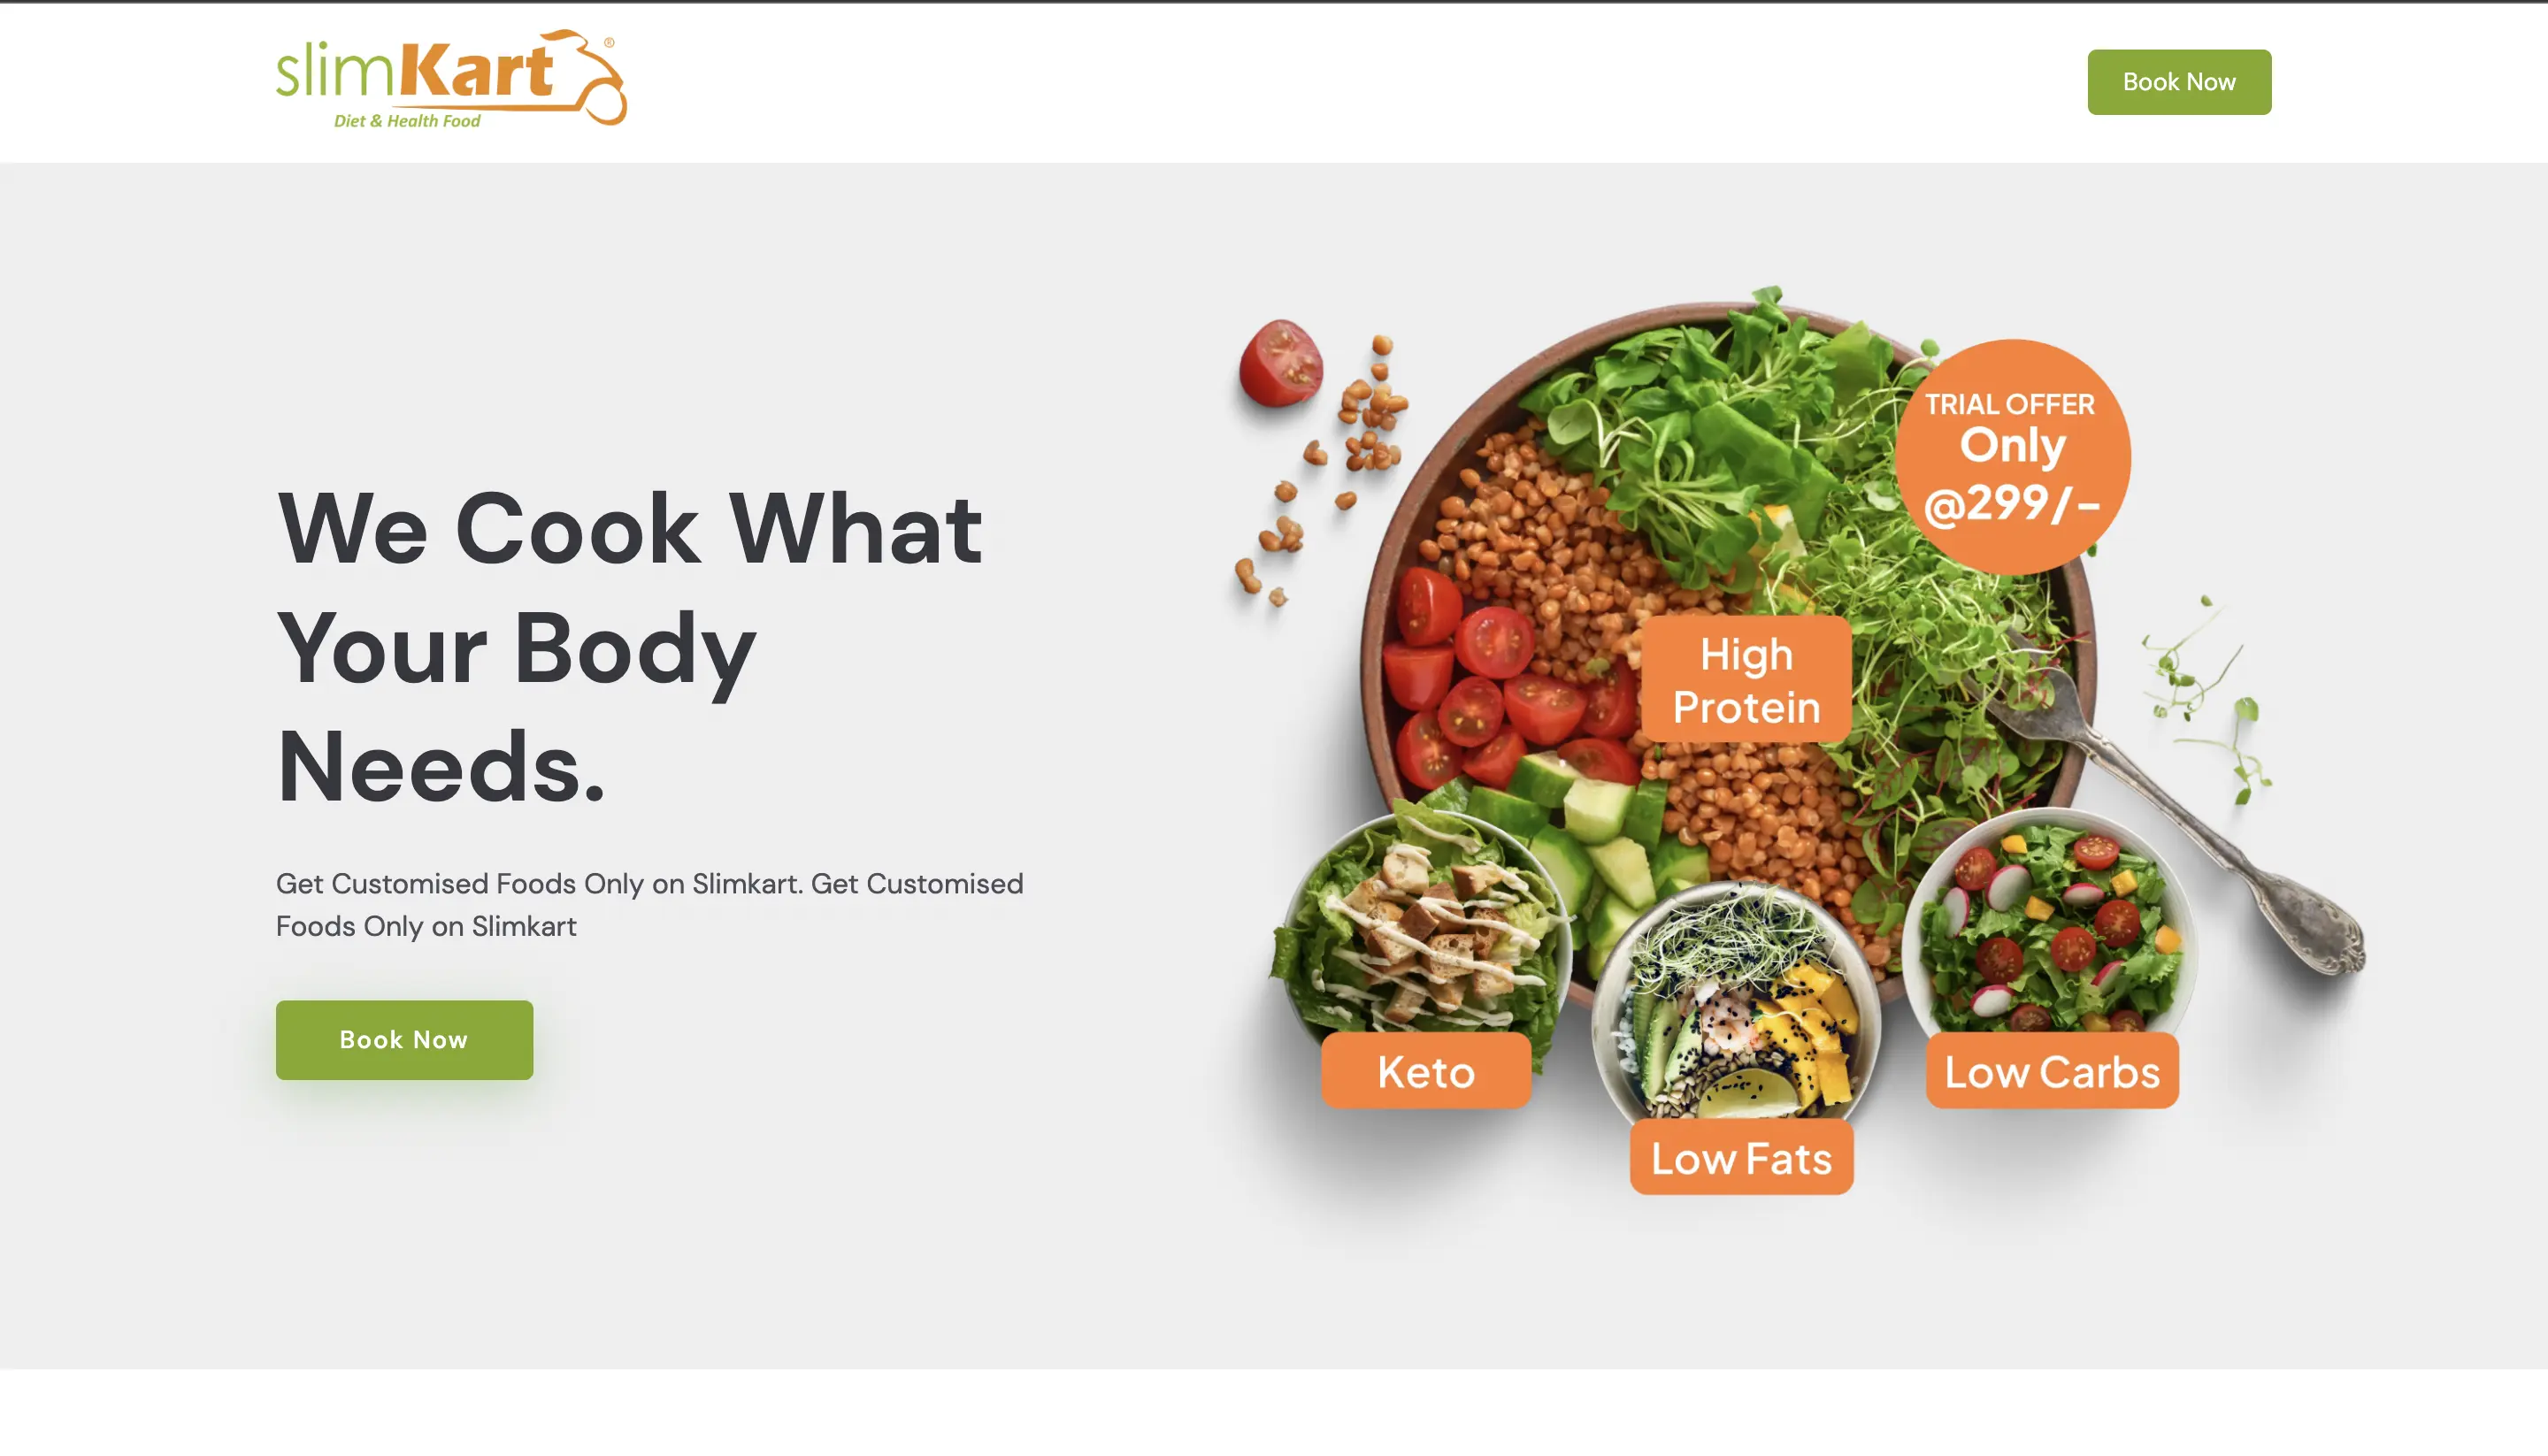 slimKart®
Diet & Health Food
Book Now
We Cook What
Your Body
Needs.
Get Customised Foods Only on Slimkart. Get Customised
Foods Only on Slimkart
Book Now
TRIAL OFFER
Only
@299/-
High
Protein
Keto
Low Carbs
Low Fats